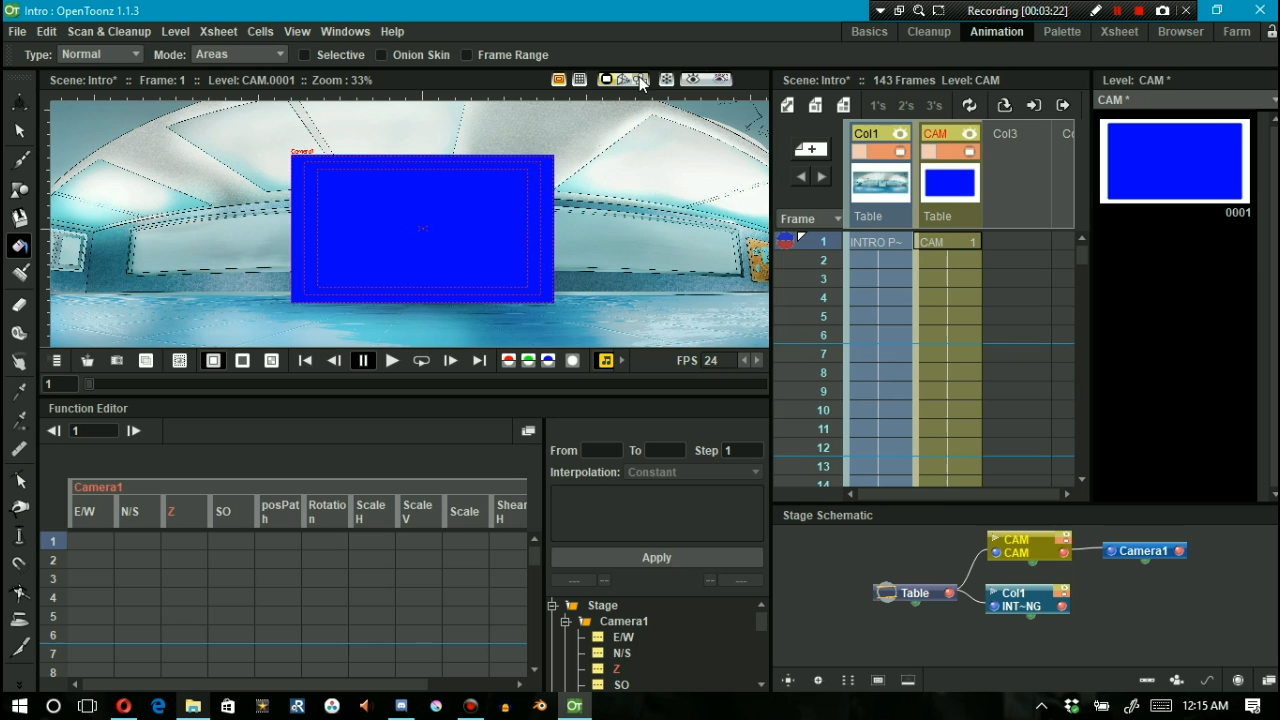 Intro : OpenToonz 1.1.3
Recording [00:03:22]
File Edit Scan & Cleanup Level Xsheet Cells View Windows Help
Basics Cleanup Animation Palette Xsheet Browser Farm
Type: Normal Mode: Areas Selective Onion Skin Frame Range
Scene: Intro* :: Frame: 1 :: Level: CAM.0001 :: Zoom : 33%
Scene: Intro* :: 143 Frames Level: CAM
Level: CAM *
CAM *
1's 2's 3's
Camera1
Col1 CAM Col3
Table Table
0001
Frame
1 INTRO P~ CAM 1
2
3
4
5
6
7
8
9
10
11
12
13
14
FPS 24
1
Function Editor
1
From To Step 1
Interpolation: Constant
Camera1
E/W N/S Z SO posPath Rotation Scale H Scale V Scale Shear H
1
2
3
4
5
6
7
8
Apply
--- -- -- ---
Stage
Camera1
E/W
N/S
Z
SO
Stage Schematic
CAM
CAM
Camera1
Table
Col1
INT~NG
12:15 AM